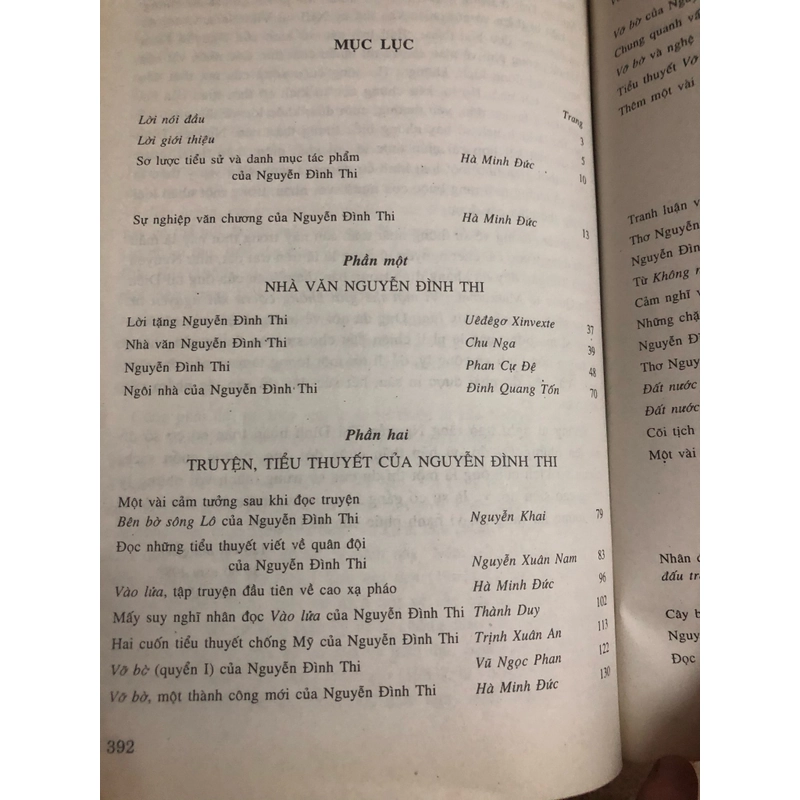 MỤC LỤC
Trang
Lời nói đầu 3
Lời giới thiệu 5
Sơ lược tiểu sử và danh mục tác phẩm Hà Minh Đức
của Nguyễn Đình Thi 10
Sự nghiệp văn chương của Nguyễn Đình Thi Hà Minh Đức 13
Phần một
NHÀ VĂN NGUYỄN ĐÌNH THI
Lời tặng Nguyễn Đình Thi Uêđêgơ Xinvexte 37
Nhà văn Nguyễn Đình Thi Chu Nga 39
Nguyễn Đình Thi Phan Cự Đệ 48
Ngôi nhà của Nguyễn Đình Thi Đinh Quang Tốn 70
Phần hai
TRUYỆN, TIỂU THUYẾT CỦA NGUYỄN ĐÌNH THI
Một vài cảm tưởng sau khi đọc truyện
Bên bờ sông Lô của Nguyễn Đình Thi Nguyễn Khai 79
Đọc những tiểu thuyết viết về quân đội
của Nguyễn Đình Thi Nguyễn Xuân Nam 83
Vào lửa, tập truyện đầu tiên về cao xạ pháo Hà Minh Đức 96
Mấy suy nghĩ nhân đọc Vào lửa của Nguyễn Đình Thi Thành Duy 102
Hai cuốn tiểu thuyết chống Mỹ của Nguyễn Đình Thi Trịnh Xuân An 113
Vỡ bờ (quyển I) của Nguyễn Đình Thi Vũ Ngọc Phan 122
Vỡ bờ, một thành công mới của Nguyễn Đình Thi Hà Minh Đức 130
392
Vỡ bờ của
Chung quanh
Vỡ bờ và nghệ
Tiểu thuyết Vỡ
Thêm một vài
Tranh luận
Thơ Nguyễn
Nguyễn
Từ Không
Cảm nghĩ
Những
Nguyễn
Thơ
Đất nước
Đất nước
Cõi tịch
Một vài
Nhân
đấu
Cây
Đọc